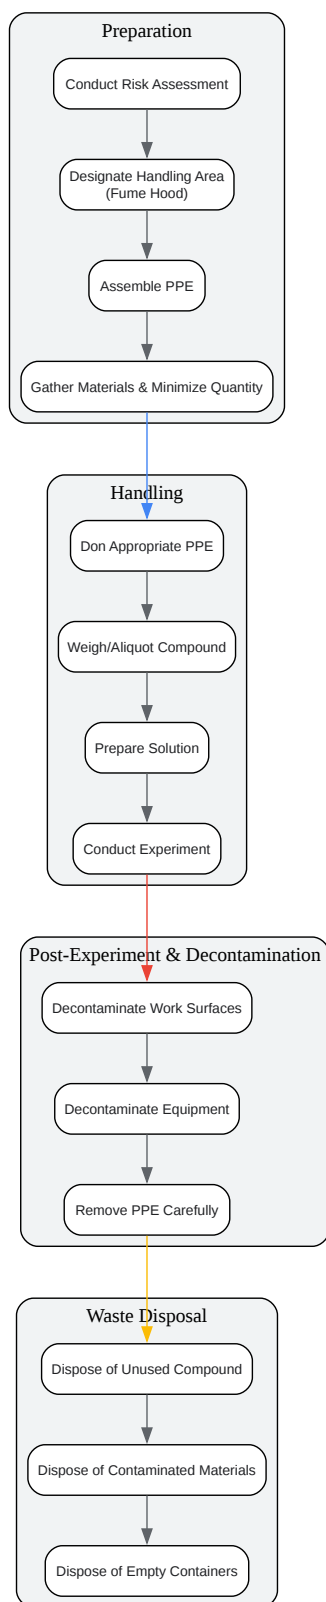 Preparation
Conduct Risk Assessment
Designate Handling Area
(Fume Hood)
Assemble PPE
Gather Materials & Minimize Quantity
Handling
Don Appropriate PPE
Weigh/Aliquot Compound
Prepare Solution
Conduct Experiment
Post-Experiment & Decontamination
Decontaminate Work Surfaces
Decontaminate Equipment
Remove PPE Carefully
Waste Disposal
Dispose of Unused Compound
Dispose of Contaminated Materials
Dispose of Empty Containers